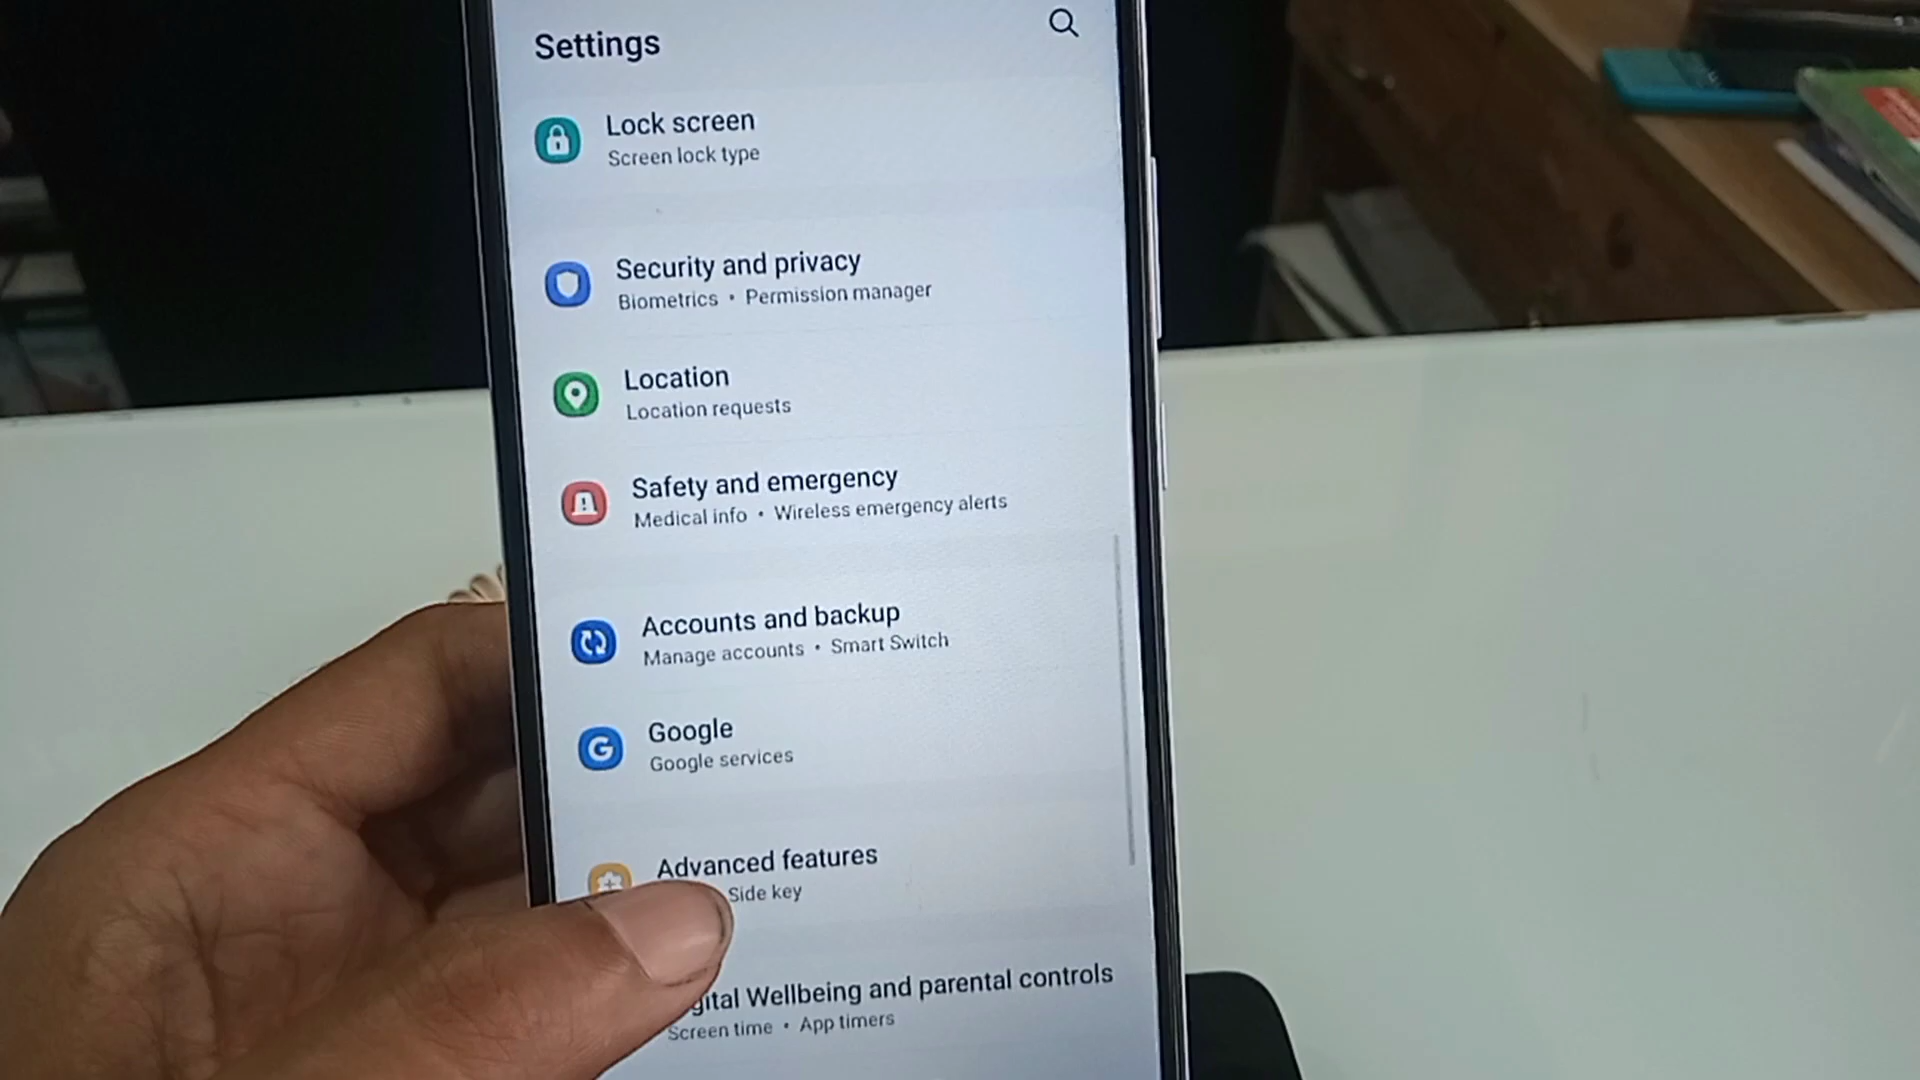 Settings
Lock screen
Screen lock type
Security and privacy
Biometrics • Permission manager
Location
Location requests
Safety and emergency
Medical info • Wireless emergency alerts
Accounts and backup
Manage accounts • Smart Switch
Google
Google services
Advanced features
Side key
gital Wellbeing and parental controls
Screen time • App timers